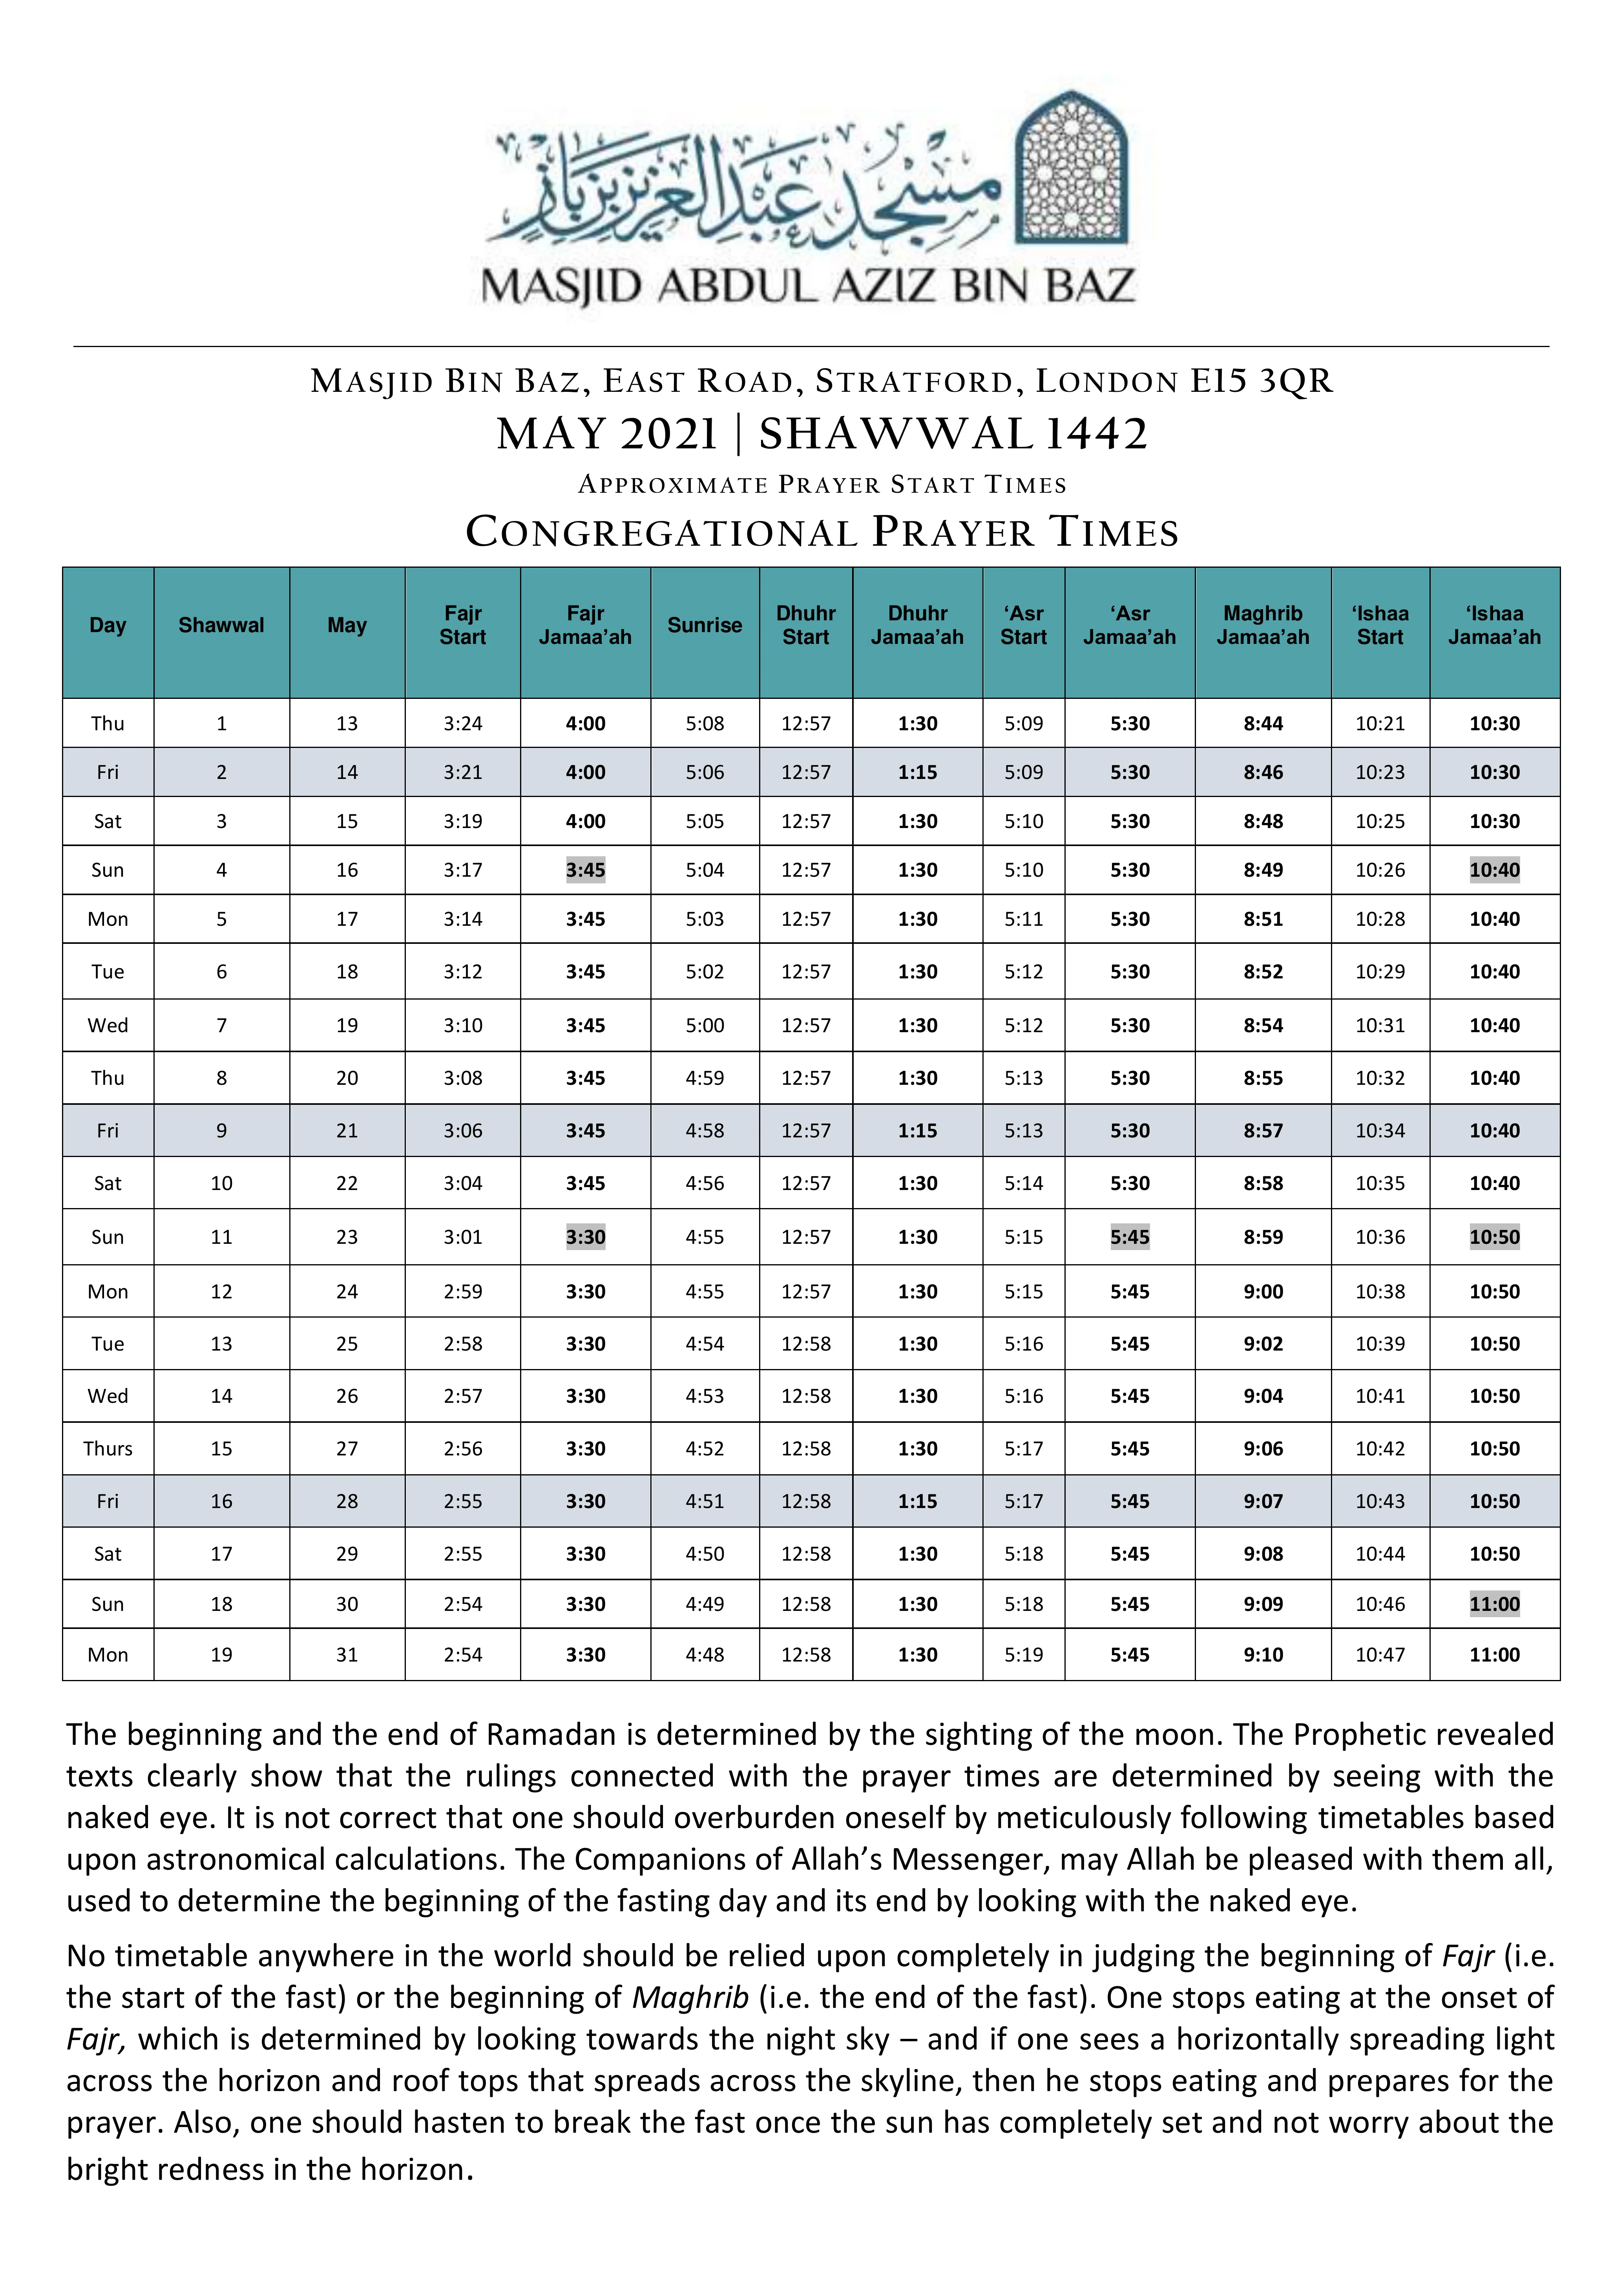 مسجد عبد العزيز بن باز
MASJID ABDUL AZIZ BIN BAZ
MASJID BIN BAZ, EAST ROAD, STRATFORD, LONDON E15 3QR
MAY 2021 | SHAWWAL 1442
APPROXIMATE PRAYER START TIMES
CONGREGATIONAL PRAYER TIMES
Day Shawwal May Fajr Start Fajr Jamaa’ah Sunrise Dhuhr Start Dhuhr Jamaa’ah ‘Asr Start ‘Asr Jamaa’ah Maghrib Jamaa’ah ‘Ishaa Start ‘Ishaa Jamaa’ah
Thu 1 13 3:24 4:00 5:08 12:57 1:30 5:09 5:30 8:44 10:21 10:30
Fri 2 14 3:21 4:00 5:06 12:57 1:15 5:09 5:30 8:46 10:23 10:30
Sat 3 15 3:19 4:00 5:05 12:57 1:30 5:10 5:30 8:48 10:25 10:30
Sun 4 16 3:17 3:45 5:04 12:57 1:30 5:10 5:30 8:49 10:26 10:40
Mon 5 17 3:14 3:45 5:03 12:57 1:30 5:11 5:30 8:51 10:28 10:40
Tue 6 18 3:12 3:45 5:02 12:57 1:30 5:12 5:30 8:52 10:29 10:40
Wed 7 19 3:10 3:45 5:00 12:57 1:30 5:12 5:30 8:54 10:31 10:40
Thu 8 20 3:08 3:45 4:59 12:57 1:30 5:13 5:30 8:55 10:32 10:40
Fri 9 21 3:06 3:45 4:58 12:57 1:15 5:13 5:30 8:57 10:34 10:40
Sat 10 22 3:04 3:45 4:56 12:57 1:30 5:14 5:30 8:58 10:35 10:40
Sun 11 23 3:01 3:30 4:55 12:57 1:30 5:15 5:45 8:59 10:36 10:50
Mon 12 24 2:59 3:30 4:55 12:57 1:30 5:15 5:45 9:00 10:38 10:50
Tue 13 25 2:58 3:30 4:54 12:58 1:30 5:16 5:45 9:02 10:39 10:50
Wed 14 26 2:57 3:30 4:53 12:58 1:30 5:16 5:45 9:04 10:41 10:50
Thurs 15 27 2:56 3:30 4:52 12:58 1:30 5:17 5:45 9:06 10:42 10:50
Fri 16 28 2:55 3:30 4:51 12:58 1:15 5:17 5:45 9:07 10:43 10:50
Sat 17 29 2:55 3:30 4:50 12:58 1:30 5:18 5:45 9:08 10:44 10:50
Sun 18 30 2:54 3:30 4:49 12:58 1:30 5:18 5:45 9:09 10:46 11:00
Mon 19 31 2:54 3:30 4:48 12:58 1:30 5:19 5:45 9:10 10:47 11:00
The beginning and the end of Ramadan is determined by the sighting of the moon. The Prophetic revealed
texts clearly show that the rulings connected with the prayer times are determined by seeing with the
naked eye. It is not correct that one should overburden oneself by meticulously following timetables based
upon astronomical calculations. The Companions of Allah’s Messenger, may Allah be pleased with them all,
used to determine the beginning of the fasting day and its end by looking with the naked eye.
No timetable anywhere in the world should be relied upon completely in judging the beginning of Fajr (i.e.
the start of the fast) or the beginning of Maghrib (i.e. the end of the fast). One stops eating at the onset of
Fajr, which is determined by looking towards the night sky – and if one sees a horizontally spreading light
across the horizon and roof tops that spreads across the skyline, then he stops eating and prepares for the
prayer. Also, one should hasten to break the fast once the sun has completely set and not worry about the
bright redness in the horizon.